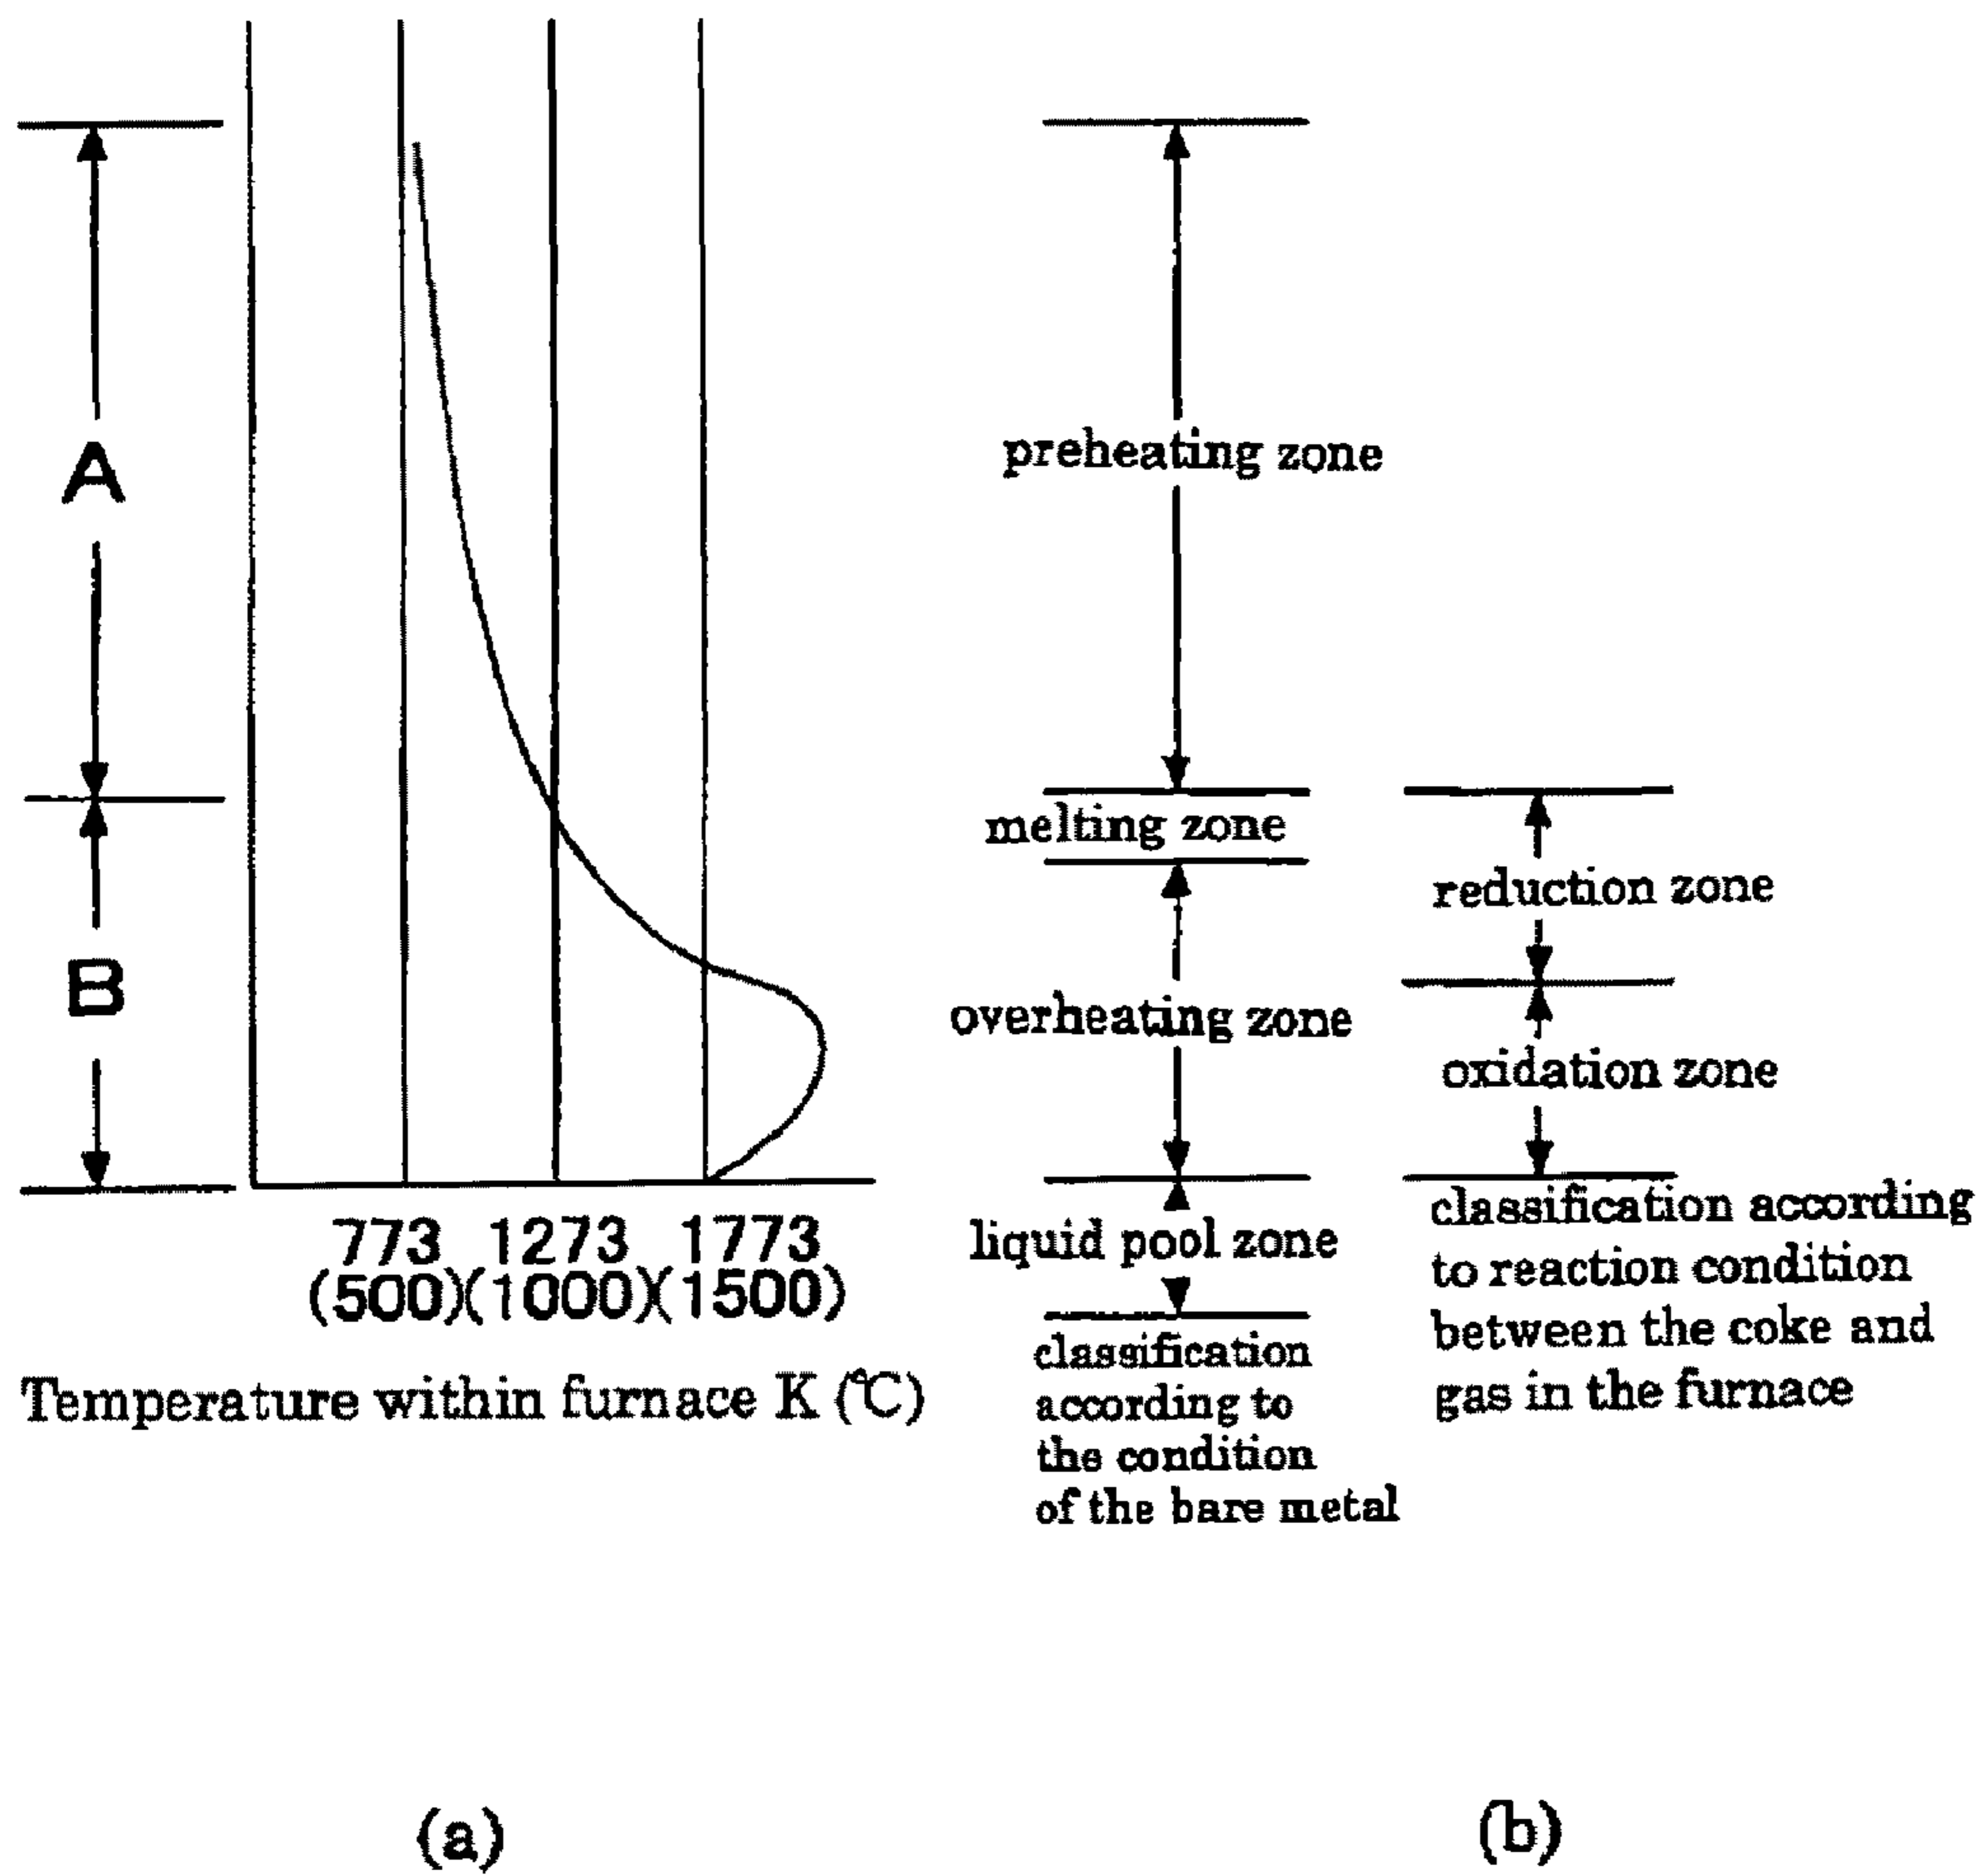 A
B
773 1273 1773
(500)(1000)(1500)
Temperature within furnace K (℃)
(a)
preheating zone
melting zone
overheating zone
liquid pool zone
classification
according to
the condition
of the bare metal
reduction zone
oxidation zone
classification according
to reaction condition
between the coke and
gas in the furnace
(b)